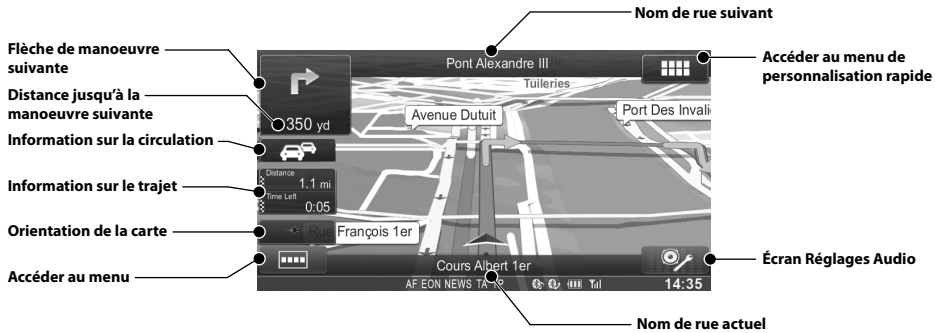 Nom de rue suivant
Flèche de manoeuvre
suivante
Accéder au menu de
personnalisation rapide
Pont Alexandre III
Tuileries
Distance jusqu'à la
manoeuvre suivante
350 yd
Avenue Dutuit
Port Des Invali
Information sur la circulation
Information sur le trajet
Distance
1.1 mi
Time Left
0:05
Orientation de la carte
Rue François 1er
Accéder au menu
Cours Albert 1er
Écran Réglages Audio
AF EON NEWS TA TP
14:35
Nom de rue actuel